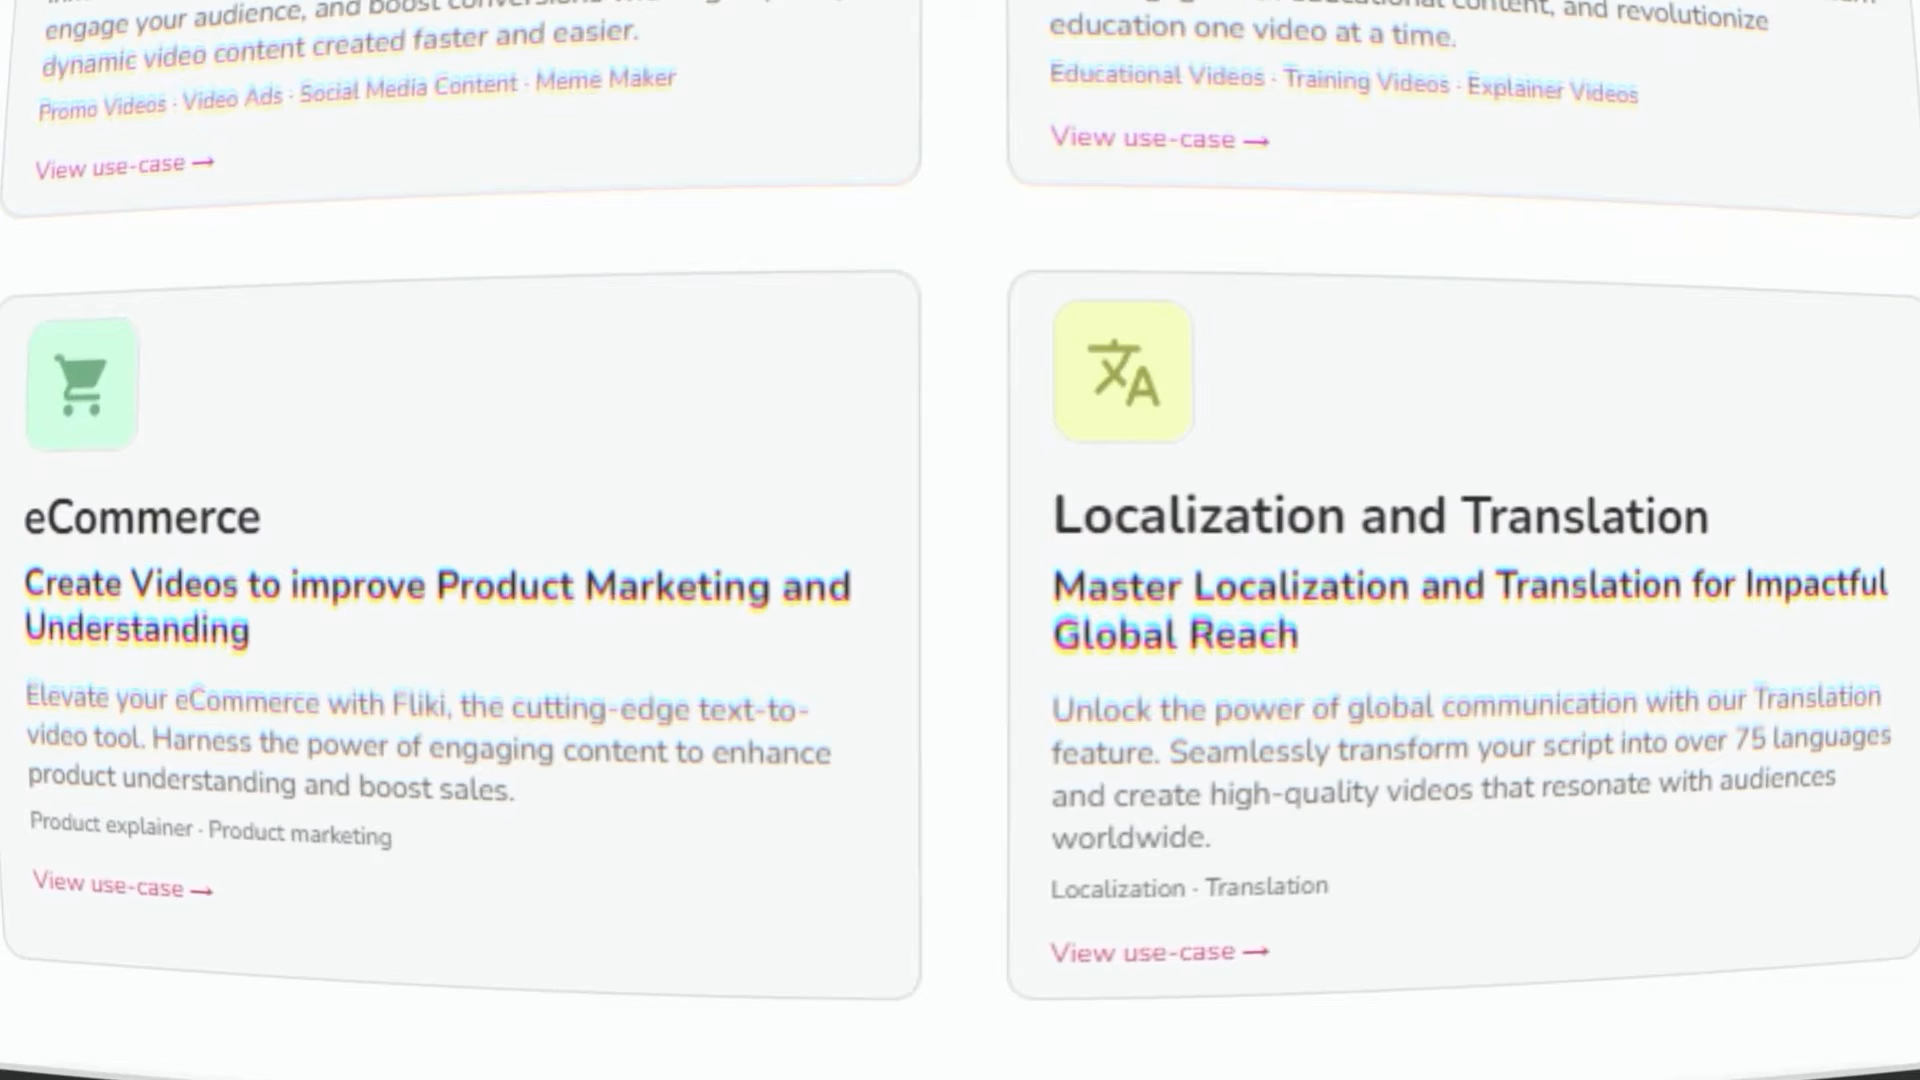 engage your audience, and boost
dynamic video content created faster and easier.
Promo Videos · Video Ads · Social Media Content · Meme Maker
View use-case →
content, and revolutionize
education one video at a time.
Educational Videos · Training Videos · Explainer Videos
View use-case →
eCommerce
Create Videos to improve Product Marketing and
Understanding
Elevate your eCommerce with Fliki, the cutting-edge text-to-
video tool. Harness the power of engaging content to enhance
product understanding and boost sales.
Product explainer · Product marketing
View use-case →
Localization and Translation
Master Localization and Translation for Impactful
Global Reach
Unlock the power of global communication with our Translation
feature. Seamlessly transform your script into over 75 languages
and create high-quality videos that resonate with audiences
worldwide.
Localization · Translation
View use-case →